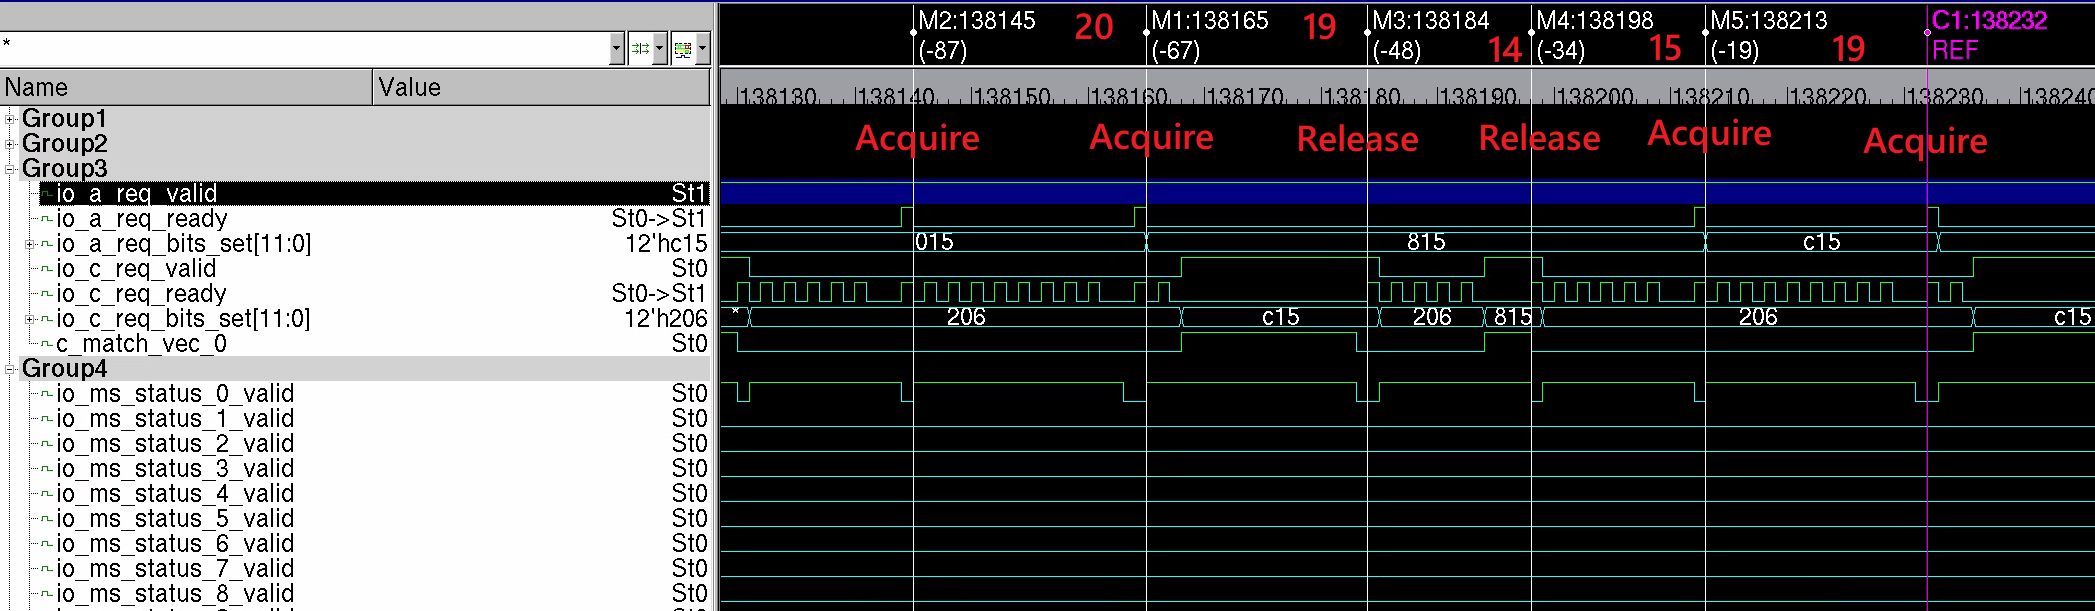 M2:138145 20 M1:138165 19 M3:138184 M4:138198 M5:138213 C1:138232
* (-87) (-67) (-48) 14 (-34) 15 (-19) 19 REF
Name Value 138130 138140 138150 138160 138170 138180 138190 138200 138210 138220 138230 138240
Group1
Acquire Acquire Release Release Acquire Acquire
Group2
Group3
io_a_req_valid St1
io_a_req_ready St0->St1
io_a_req_bits_set[11:0] 12'hc15 015 815 c15
io_c_req_valid St0
io_c_req_ready St0->St1
io_c_req_bits_set[11:0] 12'h206 * 206 c15 206 815 206 c15
c_match_vec_0 St0
Group4
io_ms_status_0_valid St0
io_ms_status_1_valid St0
io_ms_status_2_valid St0
io_ms_status_3_valid St0
io_ms_status_4_valid St0
io_ms_status_5_valid St0
io_ms_status_6_valid St0
io_ms_status_7_valid St0
io_ms_status_8_valid St0